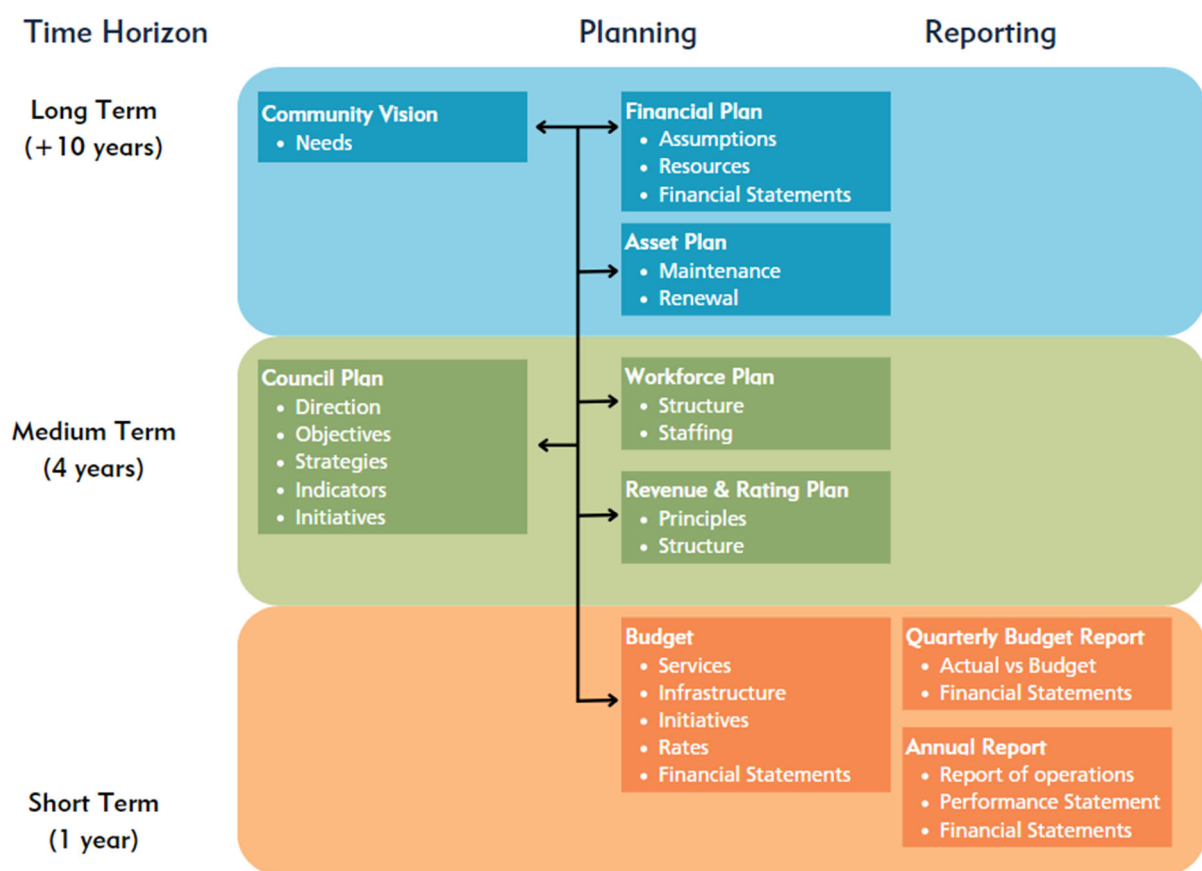 Time Horizon
Planning
Reporting
Long Term
(+10 years)
Community Vision
• Needs
Financial Plan
• Assumptions
• Resources
• Financial Statements
Asset Plan
• Maintenance
• Renewal
Medium Term
(4 years)
Council Plan
• Direction
• Objectives
• Strategies
• Indicators
• Initiatives
Workforce Plan
• Structure
• Staffing
Revenue & Rating Plan
• Principles
• Structure
Short Term
(1 year)
Budget
• Services
• Infrastructure
• Initiatives
• Rates
• Financial Statements
Quarterly Budget Report
• Actual vs Budget
• Financial Statements
Annual Report
• Report of operations
• Performance Statement
• Financial Statements